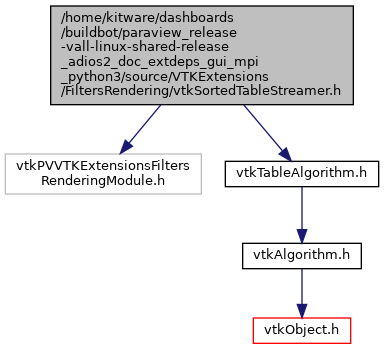 /home/kitware/dashboards
/buildbot/paraview_release
-vall-linux-shared-release
_adios2_doc_extdeps_gui_mpi
_python3/source/VTKExtensions
/FiltersRendering/vtkSortedTableStreamer.h
vtkPVVTKExtensionsFilters
RenderingModule.h
vtkTableAlgorithm.h
vtkAlgorithm.h
vtkObject.h